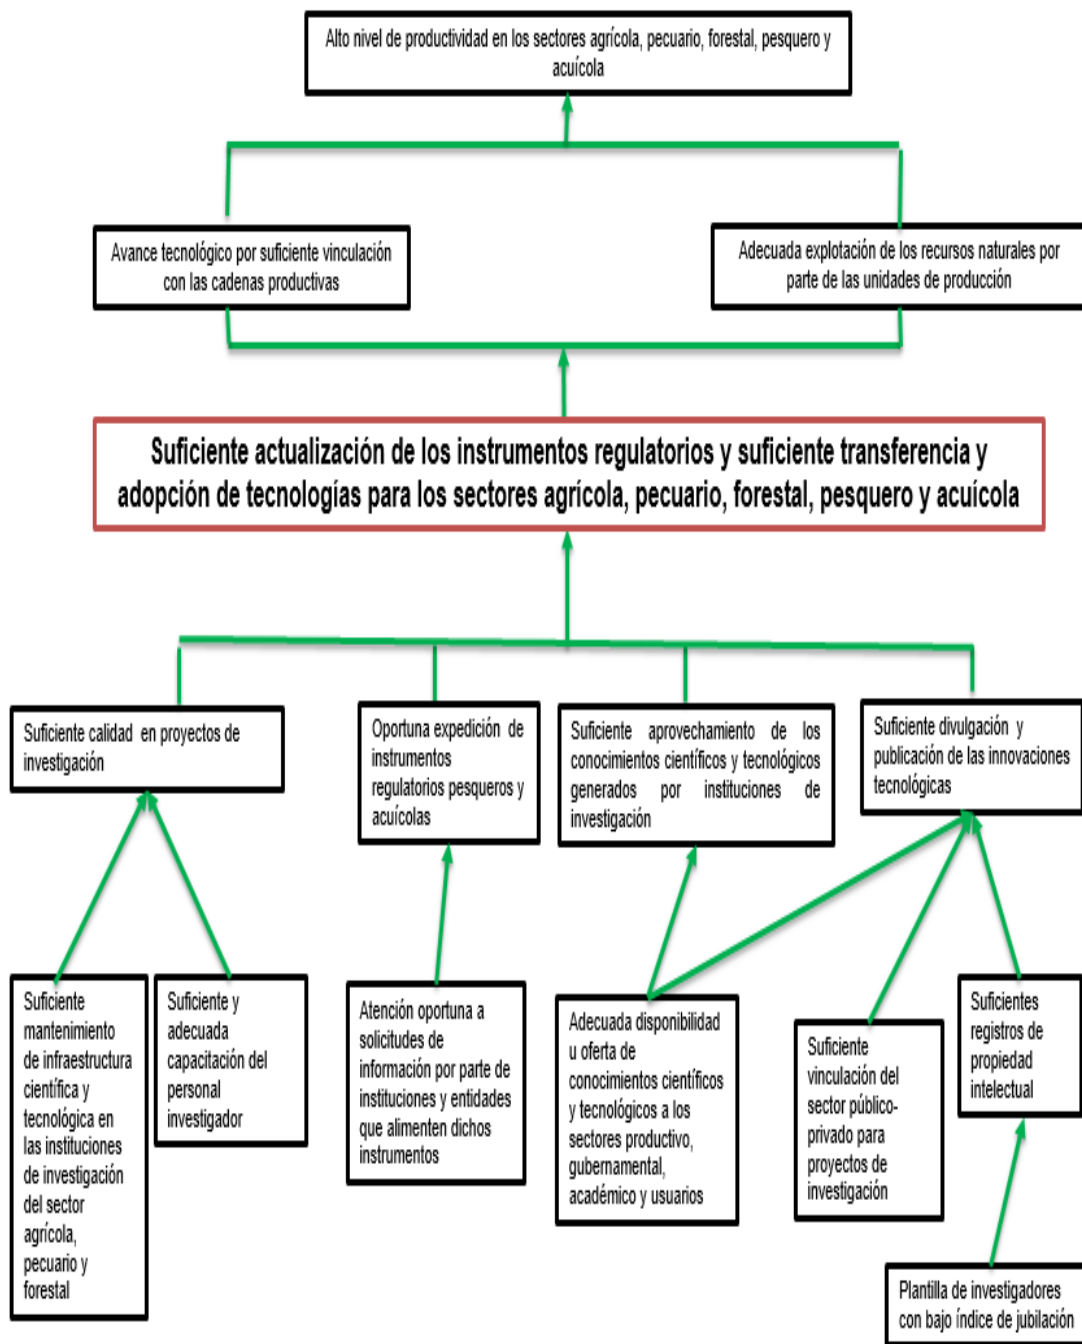 Alto nivel de productividad en los sectores agrícola, pecuario, forestal, pesquero y
acuícola
Avance tecnológico por suficiente vinculación
con las cadenas productivas
Adecuada explotación de los recursos naturales por
parte de las unidades de producción
Suficiente actualización de los instrumentos regulatorios y suficiente transferencia y
adopción de tecnologías para los sectores agrícola, pecuario, forestal, pesquero y acuícola
Suficiente calidad en proyectos de
investigación
Oportuna expedición de
instrumentos
regulatorios pesqueros y
acuícolas
Suficiente aprovechamiento de los
conocimientos científicos y tecnológicos
generados por instituciones de
investigación
Suficiente divulgación y
publicación de las innovaciones
tecnológicas
Suficiente
mantenimiento
de infraestructura
científica y
tecnológica en
las instituciones
de investigación
del sector
agrícola,
pecuario y
forestal
Suficiente y
adecuada
capacitación del
personal
investigador
Atención oportuna a
solicitudes de
información por parte de
instituciones y entidades
que alimenten dichos
instrumentos
Adecuada disponibilidad
u oferta de
conocimientos científicos
y tecnológicos a los
sectores productivo,
gubernamental,
académico y usuarios
Suficiente
vinculación del
sector público-
privado para
proyectos de
investigación
Suficientes
registros de
propiedad
intelectual
Plantilla de investigadores
con bajo índice de jubilación